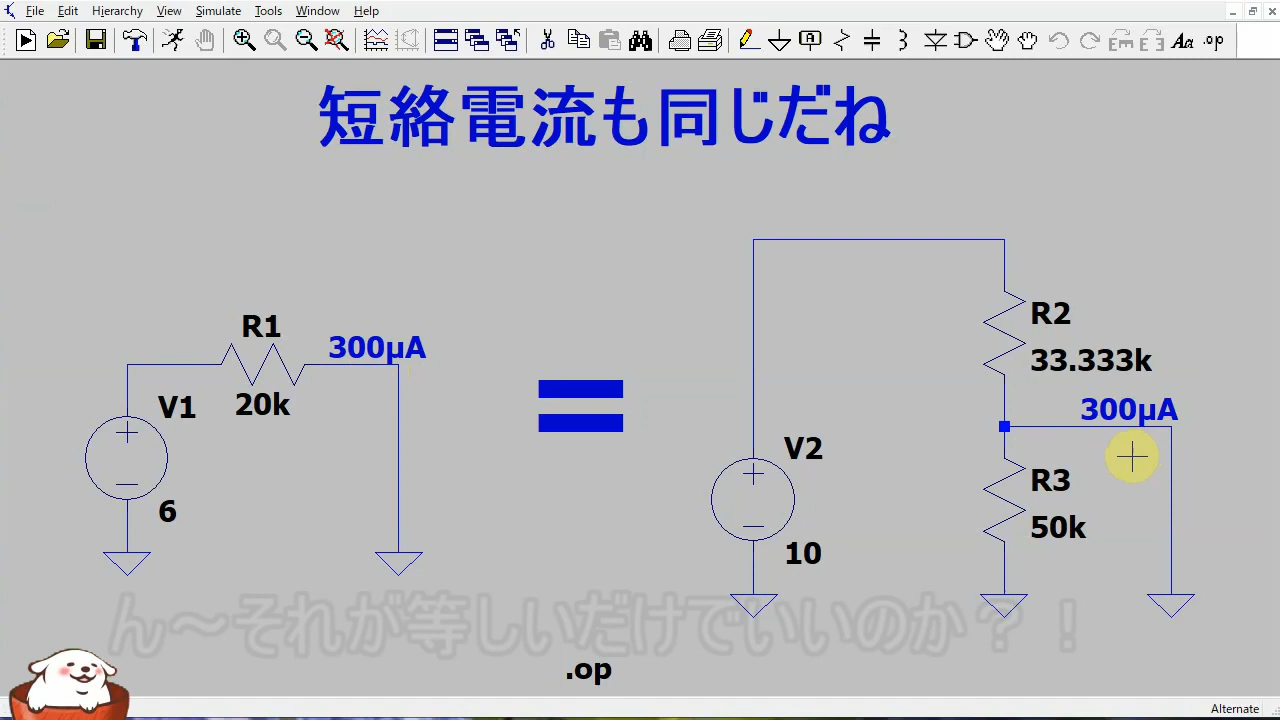 File Edit Hierarchy View Simulate Tools Window Help
A Aa .op
短絡電流も同じだね
R1
300µA
20k
V1
6
R2
33.333k
300µA
V2
R3
50k
10
ん～それが等しいだけでいいのか？！
.op
Alternate